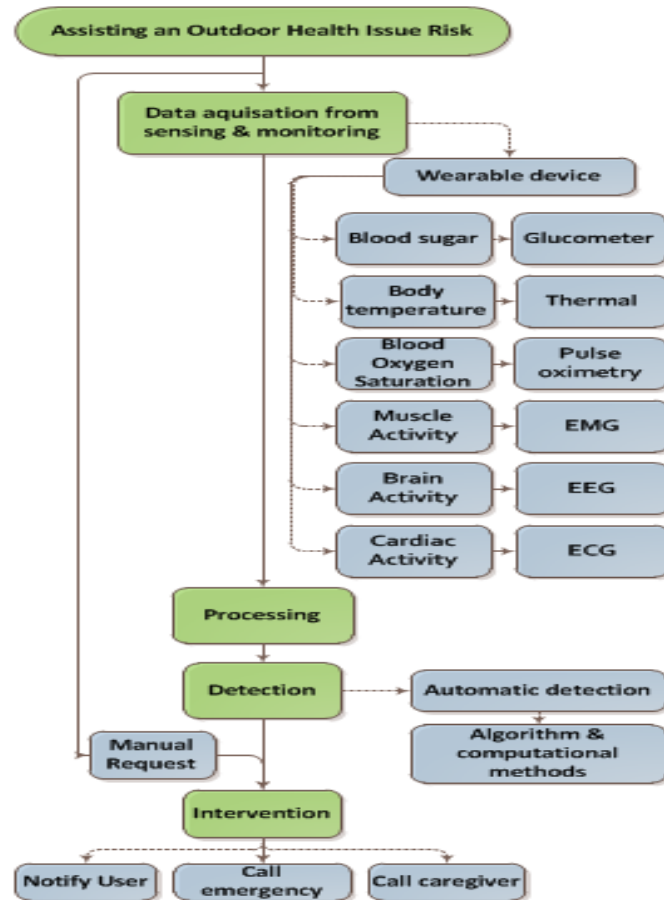 Assisting an Outdoor Health Issue Risk
Data aquisation from
sensing & monitoring
Wearable device
Blood sugar
Glucometer
Body
temperature
Thermal
Blood
Oxygen
Saturation
Pulse
oximetry
Muscle
Activity
EMG
Brain
Activity
EEG
Cardiac
Activity
ECG
Processing
Detection
Automatic detection
Algorithm &
computational
methods
Manual
Request
Intervention
Notify User
Call
emergency
Call caregiver